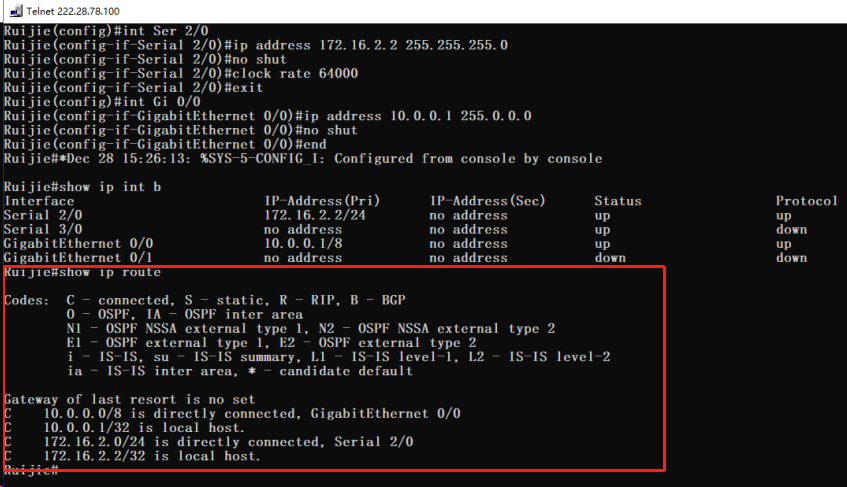 Telnet 222.28.78.100
Ruijie(config)#int Ser 2/0
Ruijie(config-if-Serial 2/0)#ip address 172.16.2.2 255.255.255.0
Ruijie(config-if-Serial 2/0)#no shut
Ruijie(config-if-Serial 2/0)#clock rate 64000
Ruijie(config-if-Serial 2/0)#exit
Ruijie(config)#int Gi 0/0
Ruijie(config-if-GigabitEthernet 0/0)#ip address 10.0.0.1 255.0.0.0
Ruijie(config-if-GigabitEthernet 0/0)#no shut
Ruijie(config-if-GigabitEthernet 0/0)#end
Ruijie#*Dec 28 15:26:13: %SYS-5-CONFIG_I: Configured from console by console
Ruijie#show ip int b
Interface IP-Address(Pri) IP-Address(Sec) Status Protocol
Serial 2/0 172.16.2.2/24 no address up up
Serial 3/0 no address no address up down
GigabitEthernet 0/0 10.0.0.1/8 no address up up
GigabitEthernet 0/1 no address no address down down
Ruijie#show ip route
Codes: C - connected, S - static, R - RIP, B - BGP
O - OSPF, IA - OSPF inter area
N1 - OSPF NSSA external type 1, N2 - OSPF NSSA external type 2
E1 - OSPF external type 1, E2 - OSPF external type 2
i - IS-IS, su - IS-IS summary, L1 - IS-IS level-1, L2 - IS-IS level-2
ia - IS-IS inter area, * - candidate default
Gateway of last resort is no set
C 10.0.0.0/8 is directly connected, GigabitEthernet 0/0
C 10.0.0.1/32 is local host.
C 172.16.2.0/24 is directly connected, Serial 2/0
C 172.16.2.2/32 is local host.
Ruijie#